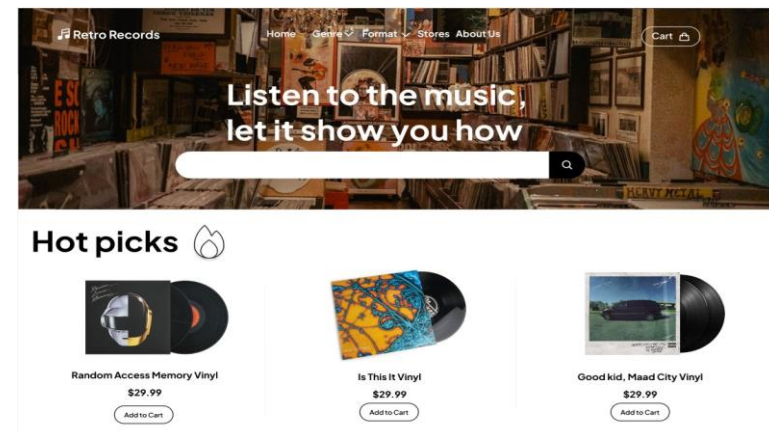 Retro Records
Home Genre Format Stores About Us
Cart
Listen to the music,
let it show you how
HEAVY METAL
Hot picks
Random Access Memory Vinyl
$29.99
Add to Cart
Is This It Vinyl
$29.99
Add to Cart
Good kid, Maad City Vinyl
$29.99
Add to Cart